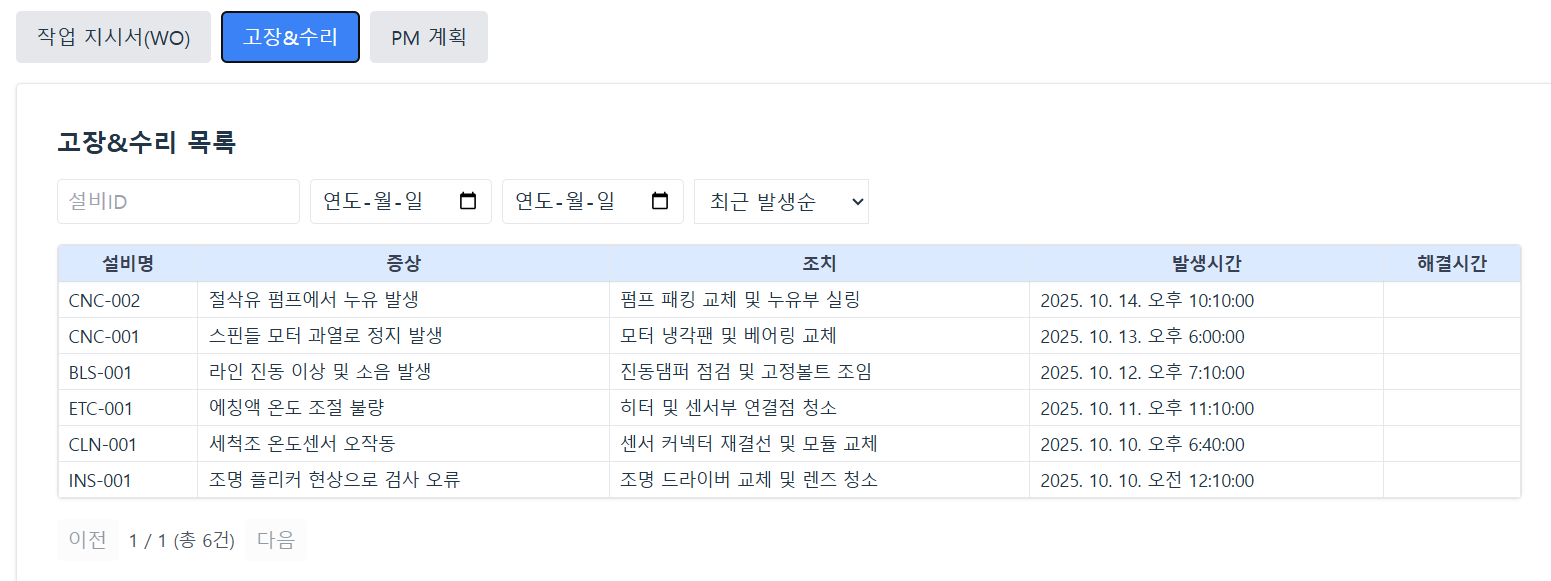 작업 지시서(WO) 고장&수리 PM 계획
고장&수리 목록
설비ID 연도-월-일 연도-월-일 최근 발생순
설비명 증상 조치 발생시간 해결시간
CNC-002 절삭유 펌프에서 누유 발생 펌프 패킹 교체 및 누유부 실링 2025. 10. 14. 오후 10:10:00
CNC-001 스핀들 모터 과열로 정지 발생 모터 냉각팬 및 베어링 교체 2025. 10. 13. 오후 6:00:00
BLS-001 라인 진동 이상 및 소음 발생 진동댐퍼 점검 및 고정볼트 조임 2025. 10. 12. 오후 7:10:00
ETC-001 에칭액 온도 조절 불량 히터 및 센서부 연결점 청소 2025. 10. 11. 오후 11:10:00
CLN-001 세척조 온도센서 오작동 센서 커넥터 재결선 및 모듈 교체 2025. 10. 10. 오후 6:40:00
INS-001 조명 플리커 현상으로 검사 오류 조명 드라이버 교체 및 렌즈 청소 2025. 10. 10. 오전 12:10:00
이전 1 / 1 (총 6건) 다음